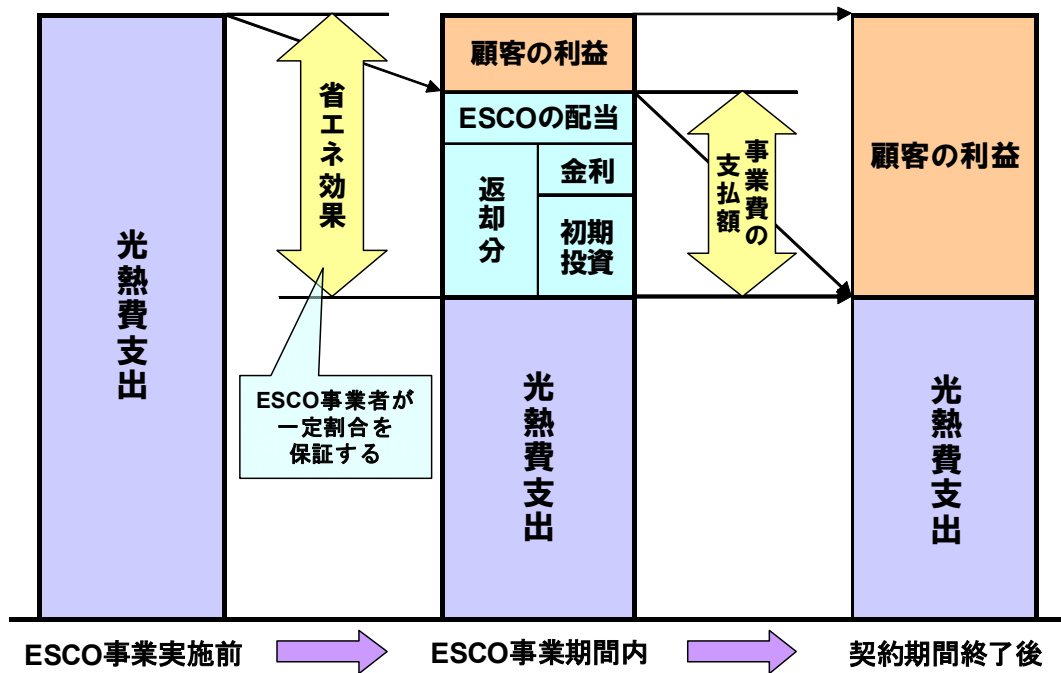 光熱費支出
省エネ効果
ESCO事業者が
一定割合を
保証する
顧客の利益
ESCOの配当
返却分
金利
初期
投資
光熱費支出
事業費の
支払額
顧客の利益
光熱費支出
ESCO事業実施前
ESCO事業期間内
契約期間終了後